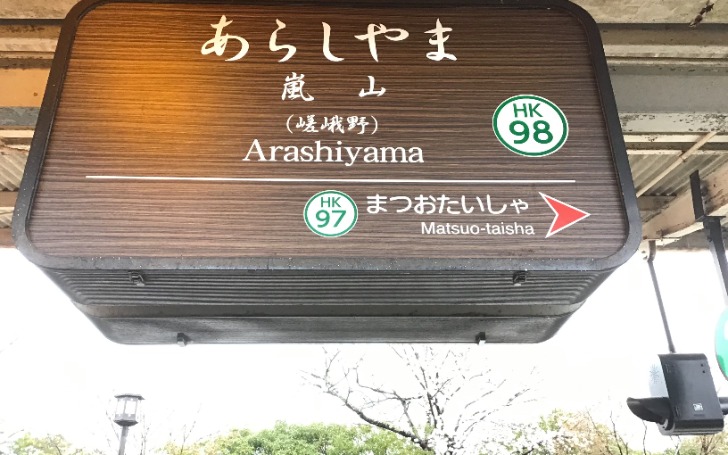 あらしやま
嵐 山
(嵯峨野)
Arashiyama
HK
98
HK
97
まつおたいしゃ
Matsuo-taisha